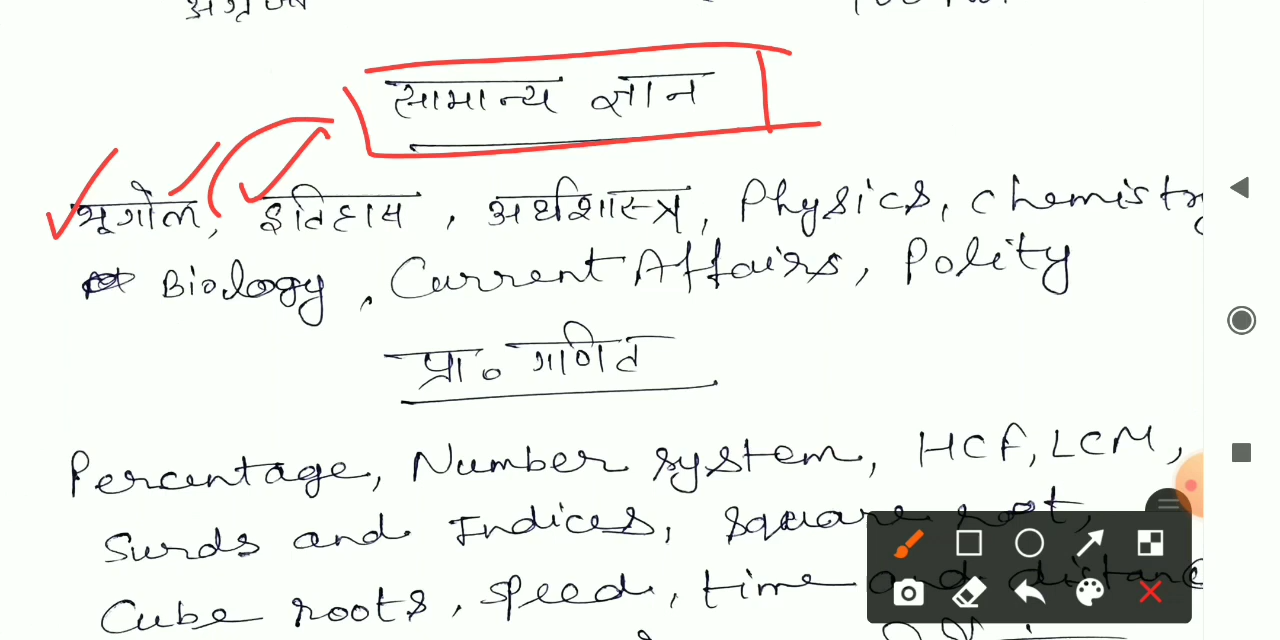 सामान्य ज्ञान
भूगोल, इतिहास, अर्थशास्त्र, Physics, Chemistry
Biology, Current Affairs, Polity
प्रा० गणित
Percentage, Number system, HCF, LCM,
Surds and Indices, Square root,
Cube roots, speed, time and distance